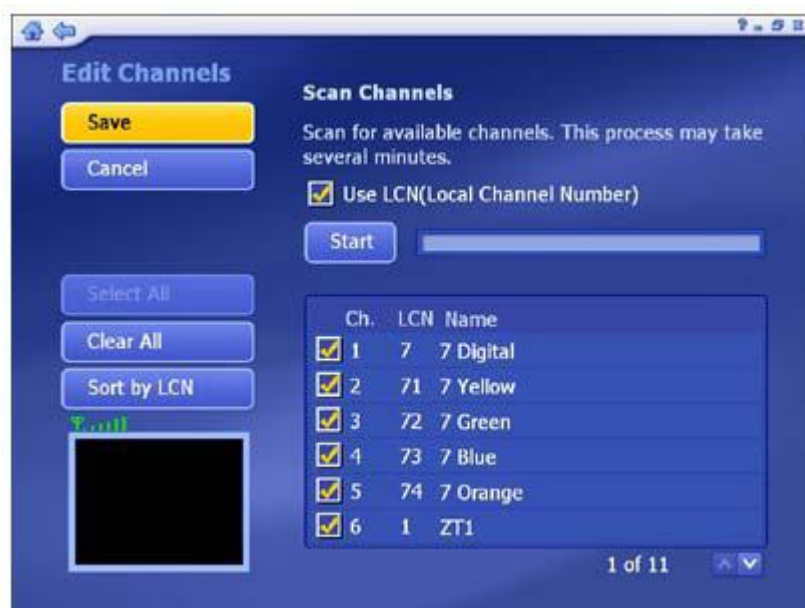 Edit Channels
Save
Cancel
Select All
Clear All
Sort by LCN
Scan Channels
Scan for available channels. This process may take
several minutes.
Use LCN(Local Channel Number)
Start
Ch. LCN Name
1 7 7 Digital
2 71 7 Yellow
3 72 7 Green
4 73 7 Blue
5 74 7 Orange
6 1 ZT1
1 of 11